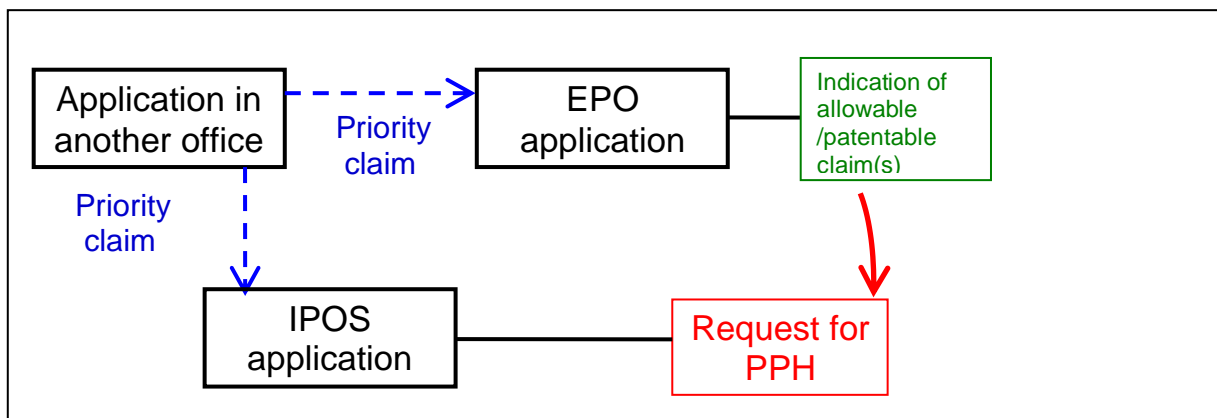 Application in
another office
Priority
claim
EPO
application
Indication of
allowable
/patentable
claim(s)
Priority
claim
IPOS
application
Request for
PPH